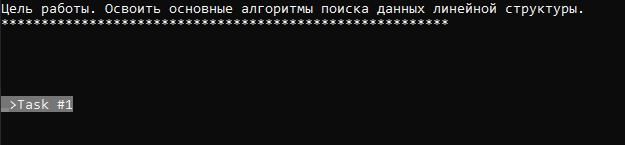 Цель работы. Освоить основные алгоритмы поиска данных линейной структуры.
********************************************************
_>Task #1